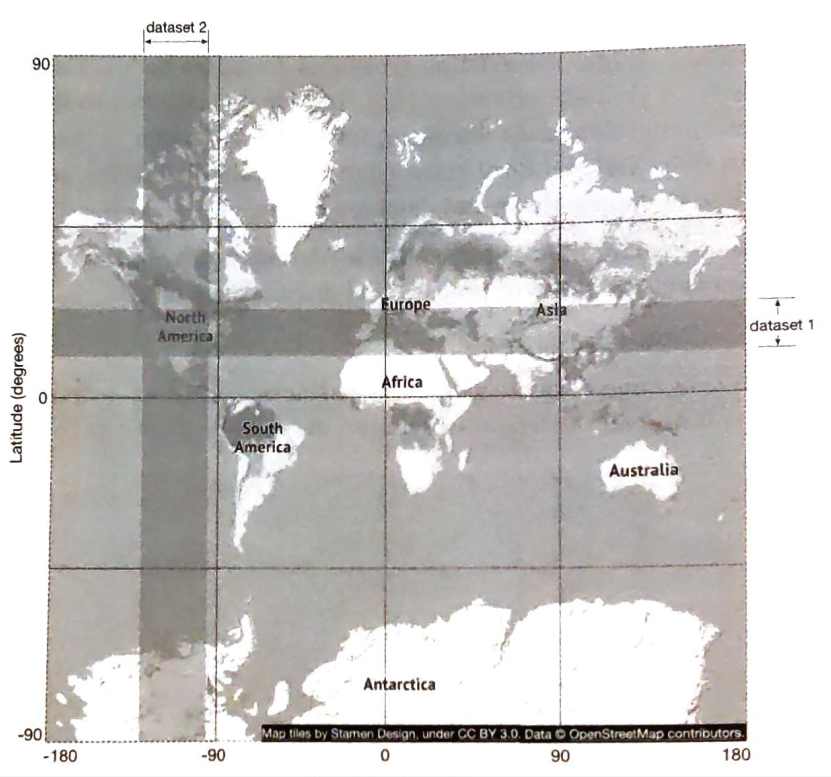 dataset 2
90
North
America
Europe
Asia
dataset 1
Africa
0
South
America
Australia
Latitude (degrees)
Antarctica
Map tiles by Stamen Design, under CC BY 3.0. Data © OpenStreetMap contributors.
-90
-180
-90
0
90
180